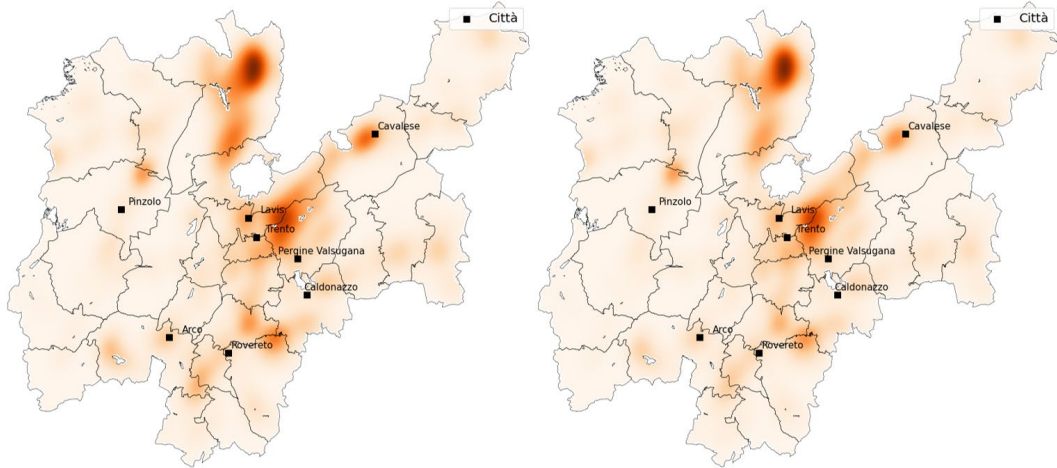 Città
Cavalese
Pinzolo
Lavis
Trento
Pergine Valsugana
Caldonazzo
Arco
Rovereto
Città
Cavalese
Pinzolo
Lavis
Trento
Pergine Valsugana
Caldonazzo
Arco
Rovereto